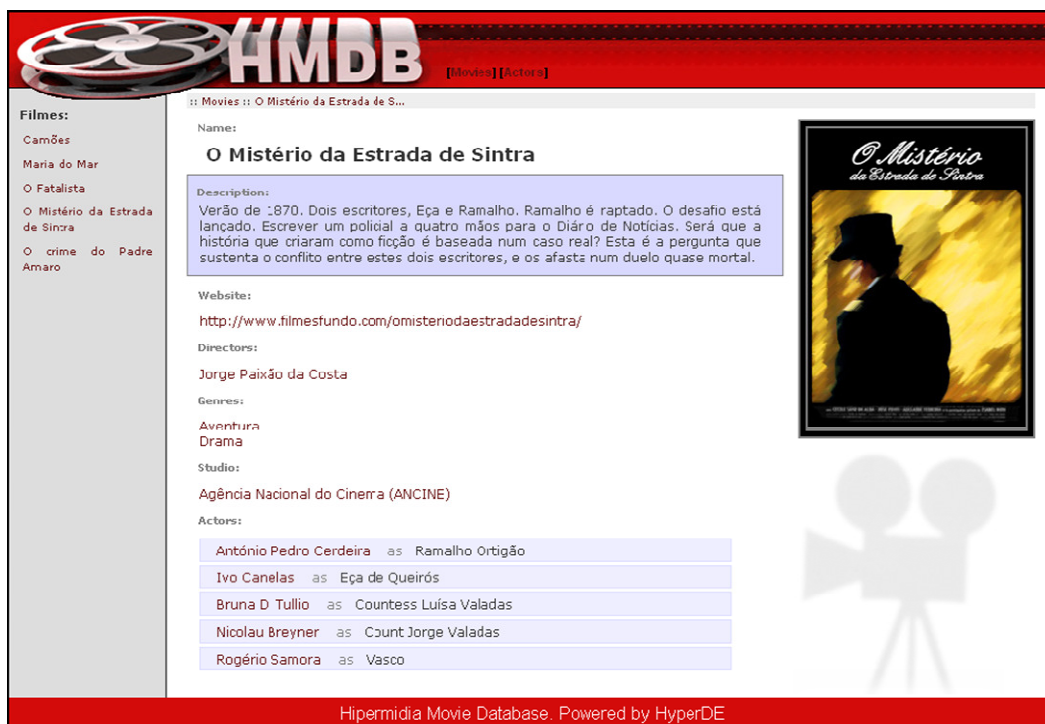 HMDB
[Movies] [Actors]
:: Movies :: O Mistério da Estrada de S...
Filmes:
Camões
Maria do Mar
O Fatalista
O Mistério da Estrada
de Sintra
O crime do Padre
Amaro
Name:
O Mistério da Estrada de Sintra
Description:
Verão de 1870. Dois escritores, Eça e Ramalho. Ramalho é raptado. O desafio está
lançado. Escrever um policial a quatro mãos para o Diáro de Notícias. Será que a
história que criaram como ficção é baseada num caso real? Esta é a pergunta que
sustenta o conflito entre estes dois escritores, e os afasta num duelo quase mortal.
Website:
http://www.filmesfundo.com/omisteriodaestradadesintra/
Directors:
Jorge Paixão da Costa
Genres:
Aventura
Drama
Studio:
Agência Nacional do Cinema (ANCINE)
Actors:
António Pedro Cerdeira as Ramalho Ortigão
Ivo Canelas as Eça de Queirós
Bruna D Tullio as Countess Luísa Valadas
Nicolau Breyner as Count Jorge Valadas
Rogério Samora as Vasco
O Mistério
da Estrada de Sintra
Hipermidia Movie Database. Powered by HyperDE